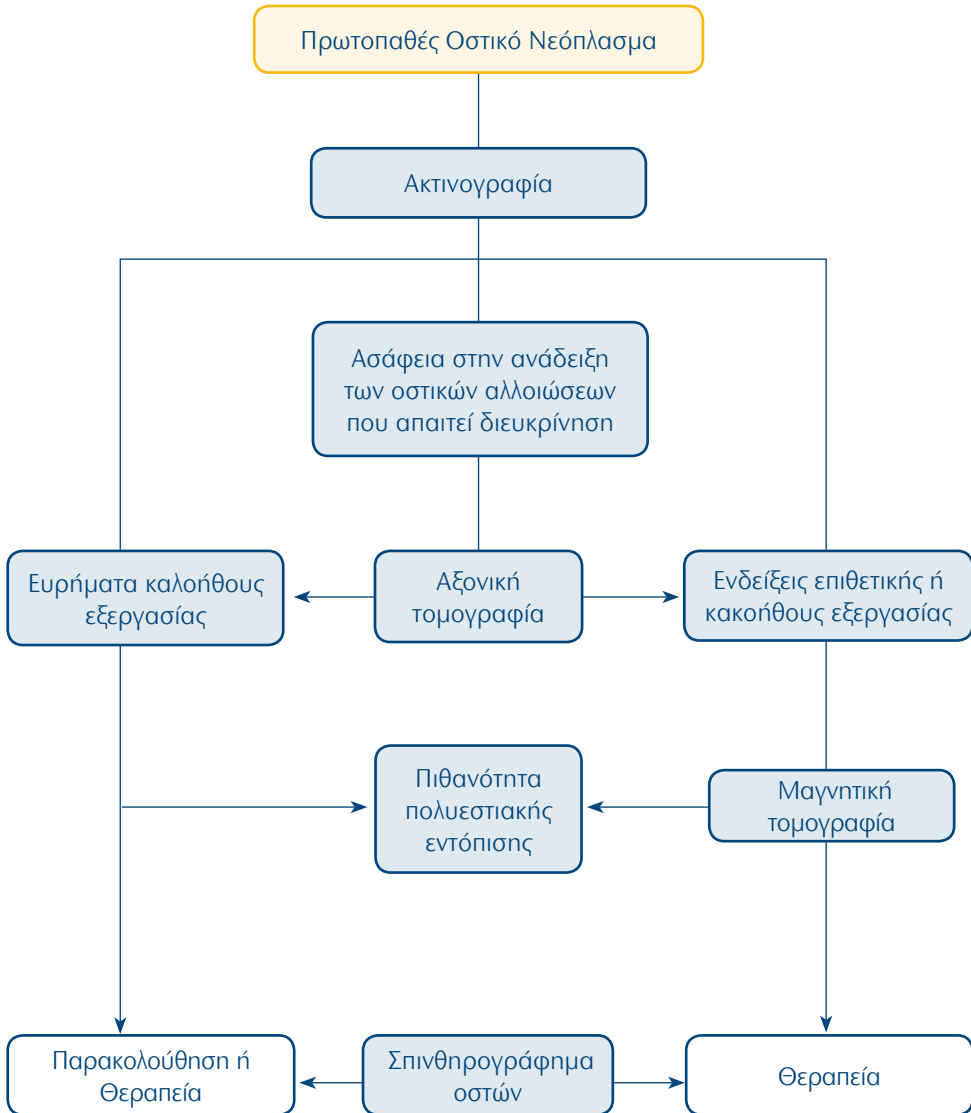 Πρωτοπαθές Οστικό Νεόπλασμα
Ακτινογραφία
Ασάφεια στην ανάδειξη
των οστικών αλλοιώσεων
που απαιτεί διευκρίνηση
Ευρήματα καλοήθους
εξεργασίας
Αξονική
τομογραφία
Ενδείξεις επιθετικής ή
κακοήθους εξεργασίας
Πιθανότητα
πολυεστιακής
εντόπισης
Μαγνητική
τομογραφία
Παρακολούθηση ή
Θεραπεία
Σπινθηρογράφημα
οστών
Θεραπεία